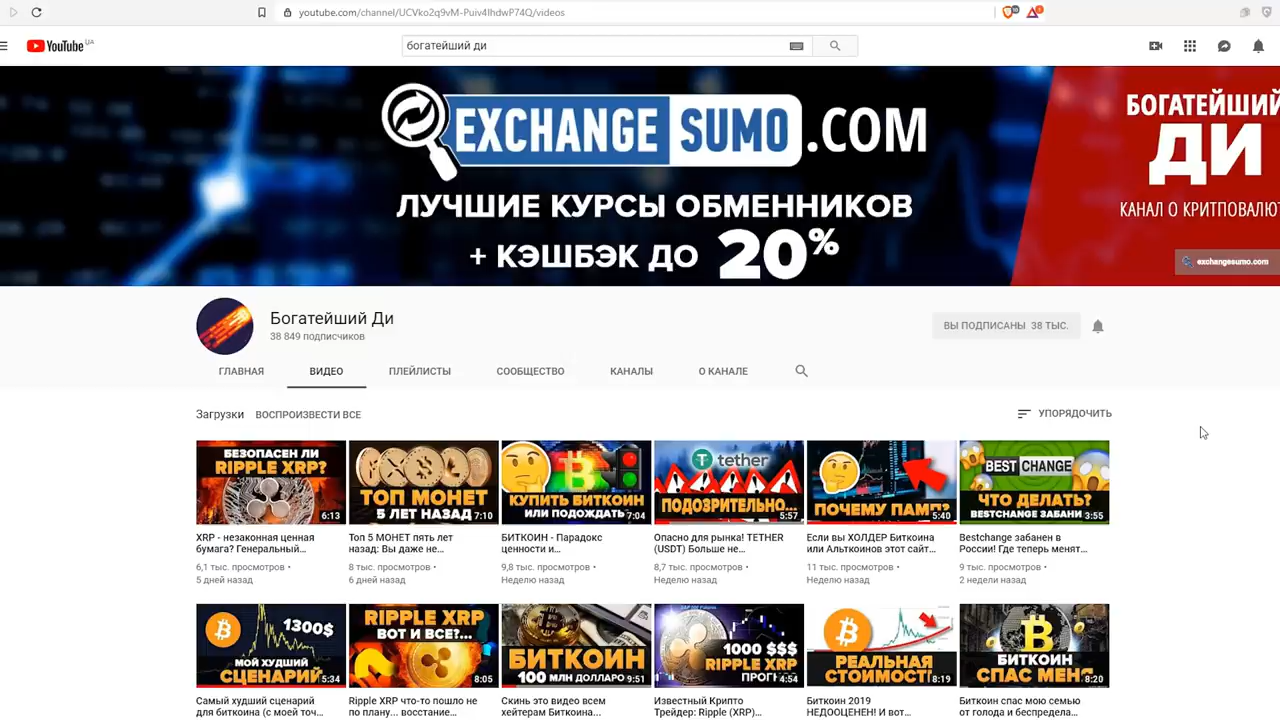 youtube.com/channel/UCVko2q9vM-Puiv4IhdwP74Q/videos
YouTube UA
богатейший ди
EXCHANGE SUMO.COM
ЛУЧШИЕ КУРСЫ ОБМЕННИКОВ
+ КЭШБЭК ДО 20%
БОГАТЕЙШИЙ
ДИ
КАНАЛ О КРИПТОВАЛЮТ
exchangesumo.com
Богатейший Ди
38 849 подписчиков
ВЫ ПОДПИСАНЫ 38 ТЫС.
ГЛАВНАЯ ВИДЕО ПЛЕЙЛИСТЫ СООБЩЕСТВО КАНАЛЫ О КАНАЛЕ
Загрузки ВОСПРОИЗВЕСТИ ВСЕ УПОРЯДОЧИТЬ
БЕЗОПАСЕН ЛИ
RIPPLE XRP?
6:13
XRP - незаконная ценная
бумага? Генеральный...
6,1 тыс. просмотров •
5 дней назад
ТОП МОНЕТ
5 ЛЕТ НАЗАД
7:10
Топ 5 МОНЕТ пять лет
назад: Вы даже не...
8 тыс. просмотров •
6 дней назад
КУПИТЬ БИТКОИН
ИЛИ ПОДОЖДАТЬ
7:04
БИТКОИН - Парадокс
ценности и...
9,8 тыс. просмотров •
Неделю назад
tether
ПОДОЗРИТЕЛЬНО...
5:57
Опасно для рынка! TETHER
(USDT) Больше не...
8,7 тыс. просмотров •
Неделю назад
ПОЧЕМУ ПАМП?
5:40
Если вы ХОЛДЕР Биткоина
или Альткоинов этот сайт...
11 тыс. просмотров •
Неделю назад
BEST CHANGE
ЧТО ДЕЛАТЬ?
BESTCHANGE ЗАБАНИ
3:55
Bestchange забанен в
России! Где теперь менят...
9 тыс. просмотров •
2 недели назад
1300$
МОЙ ХУДШИЙ
СЦЕНАРИЙ
5:34
Самый худший сценарий
для биткоина (с моей точ...
RIPPLE XRP
ВОТ И ВСЕ?...
8:05
Ripple XRP что-то пошло не
по плану... восстание...
БИТКОИН
100 МЛН ДОЛЛАРО
9:51
Скинь это видео всем
хейтерам Биткоина...
1000 $$$
RIPPLE XRP
ПРОГН
4:54
Известный Крипто
Трейдер: Ripple (XRP)...
РЕАЛЬНАЯ
СТОИМОСТЬ
8:19
Биткоин 2019
НЕДООЦЕНЕН! И вот...
БИТКОИН
СПАС МЕН
8:20
Биткоин спас мою семью
от голода и беспредела...